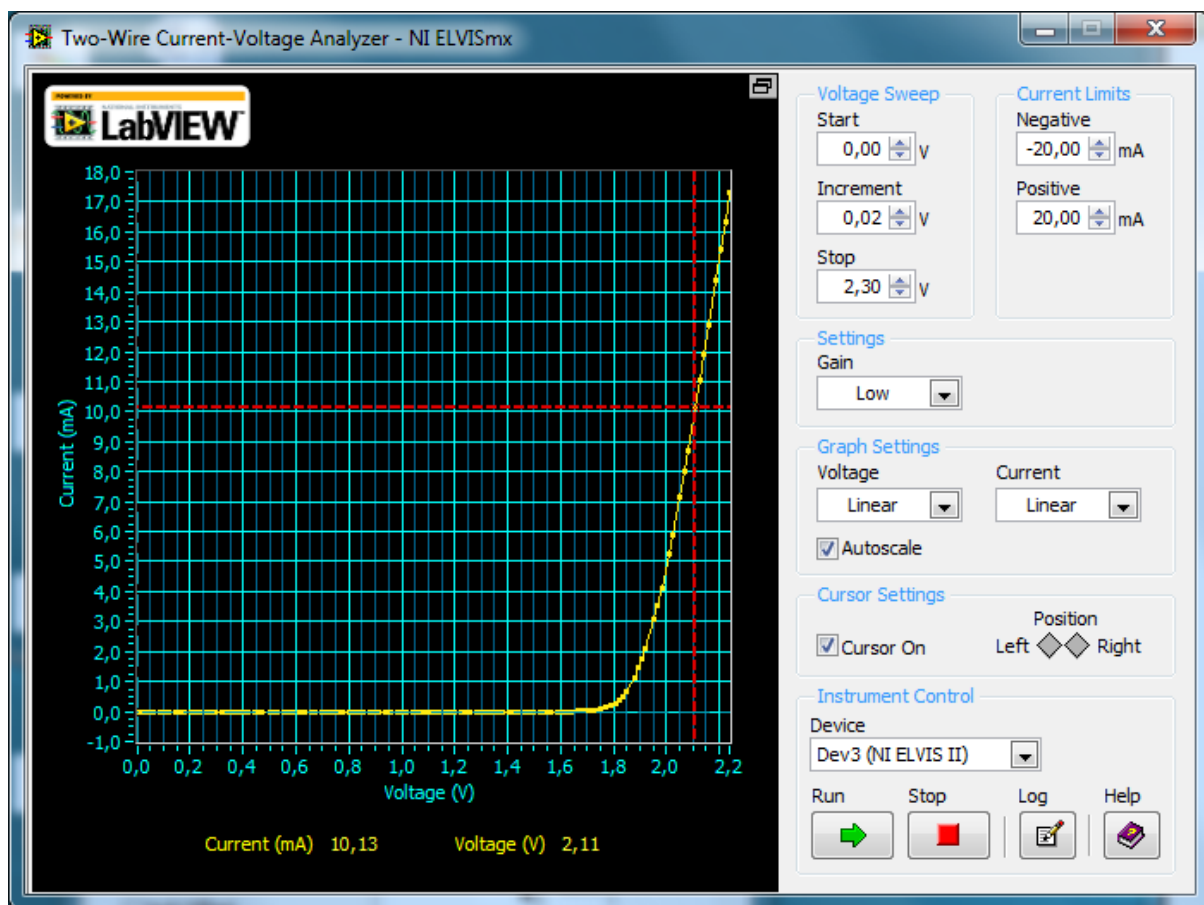 Two-Wire Current-Voltage Analyzer - NI ELVISmx
POWERED BY
NATIONAL INSTRUMENTS
LabVIEW™
18,0
17,0
16,0
15,0
14,0
13,0
12,0
11,0
10,0
9,0
8,0
7,0
6,0
5,0
4,0
3,0
2,0
1,0
0,0
-1,0
Current (mA)
0,0 0,2 0,4 0,6 0,8 1,0 1,2 1,4 1,6 1,8 2,0 2,2
Voltage (V)
Current (mA) 10,13 Voltage (V) 2,11
Voltage Sweep
Start
0,00 V
Increment
0,02 V
Stop
2,30 V
Current Limits
Negative
-20,00 mA
Positive
20,00 mA
Settings
Gain
Low
Graph Settings
Voltage Current
Linear Linear
Autoscale
Cursor Settings
Position
Cursor On Left Right
Instrument Control
Device
Dev3 (NI ELVIS II)
Run Stop Log Help